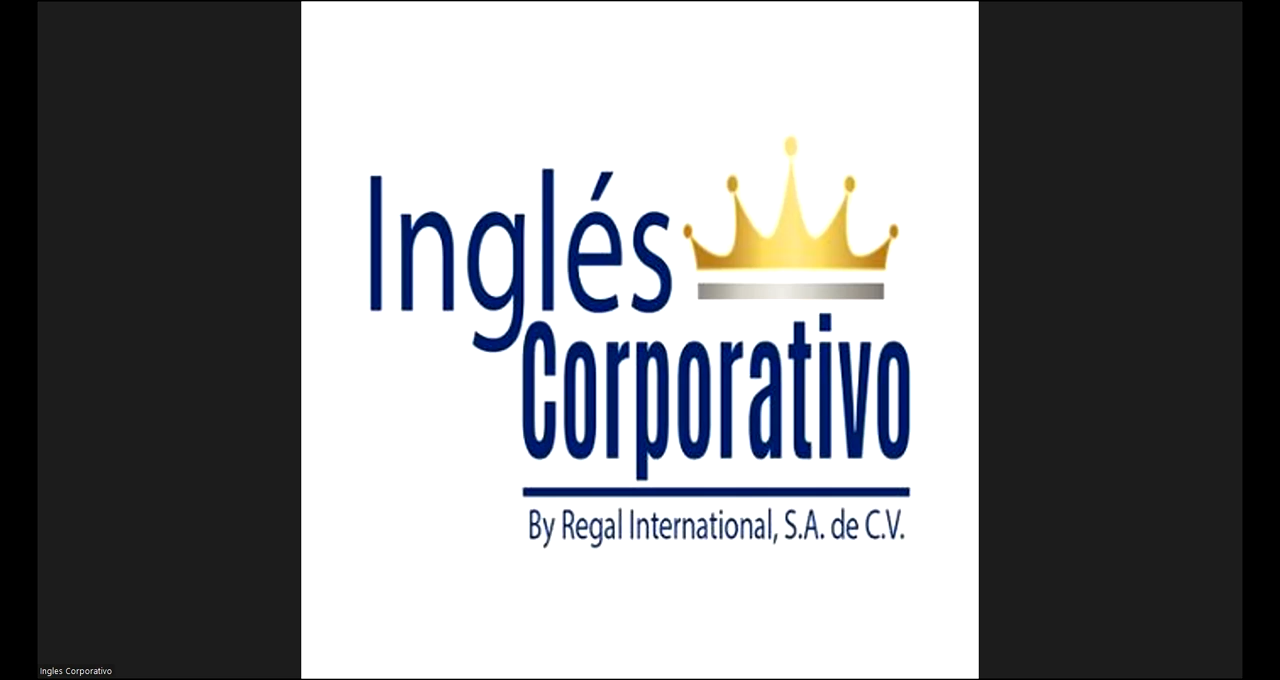 Inglés
Corporativo
By Regal International, S.A. de C.V.
Ingles Corporativo